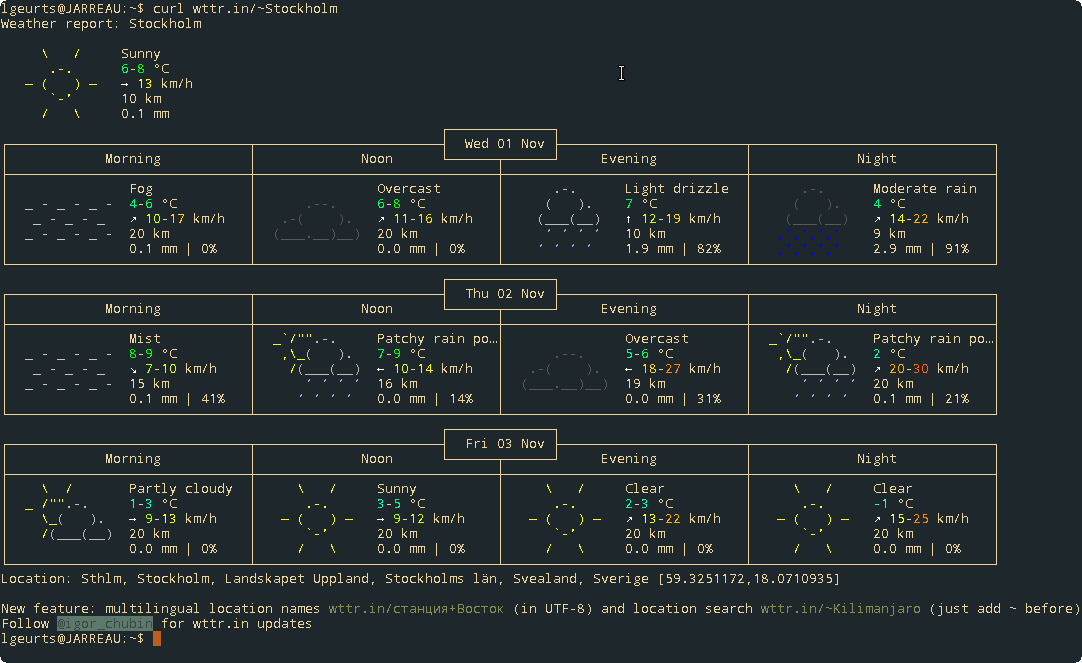 lgeurts@JARREAU:~$ curl wttr.in/~Stockholm
Weather report: Stockholm
Sunny
6-8 °C
→ 13 km/h
10 km
0.1 mm
Wed 01 Nov
Morning Noon Evening Night
Fog Overcast Light drizzle Moderate rain
4-6 °C 6-8 °C 7 °C 4 °C
↗ 10-17 km/h ↗ 11-16 km/h ↑ 12-19 km/h ↗ 14-22 km/h
20 km 20 km 10 km 9 km
0.1 mm | 0% 0.0 mm | 0% 1.9 mm | 82% 2.9 mm | 91%
Thu 02 Nov
Morning Noon Evening Night
Mist Patchy rain po… Overcast Patchy rain po…
8-9 °C 7-9 °C 5-6 °C 2 °C
↘ 7-10 km/h ← 10-14 km/h ← 18-27 km/h ↗ 20-30 km/h
15 km 16 km 19 km 20 km
0.1 mm | 41% 0.0 mm | 14% 0.0 mm | 31% 0.1 mm | 21%
Fri 03 Nov
Morning Noon Evening Night
Partly cloudy Sunny Clear Clear
1-3 °C 3-5 °C 2-3 °C -1 °C
→ 9-13 km/h → 9-12 km/h ↗ 13-22 km/h ↗ 15-25 km/h
20 km 20 km 20 km 20 km
0.0 mm | 0% 0.0 mm | 0% 0.0 mm | 0% 0.0 mm | 0%
Location: Sthlm, Stockholm, Landskapet Uppland, Stockholms län, Svealand, Sverige [59.3251172,18.0710935]
New feature: multilingual location names wttr.in/станция+Восток (in UTF-8) and location search wttr.in/~Kilimanjaro (just add ~ before)
Follow @igor_chubin for wttr.in updates
lgeurts@JARREAU:~$